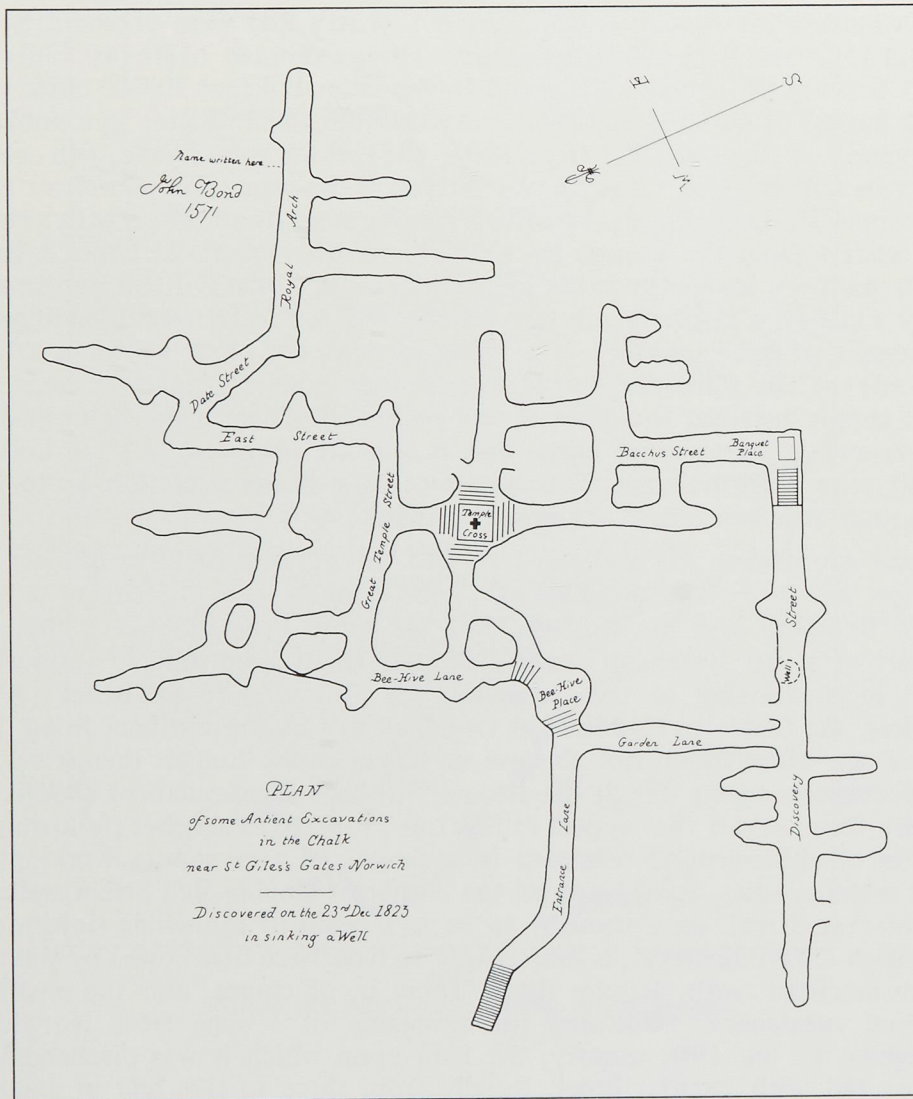 E
S
W
Name written here
John Bond
1571
Royal Arch
Date Street
East Street
Great Temple Street
Temple
Cross
Bacchus Street
Banquet
Place
Discovery Street
Well
Bee-Hive Lane
Bee-Hive
Place
Garden Lane
Entrance Lane
PLAN
of some Antient Excavations
in the Chalk
near St Giles's Gates Norwich
Discovered on the 23rd Dec 1823
in sinking a Well